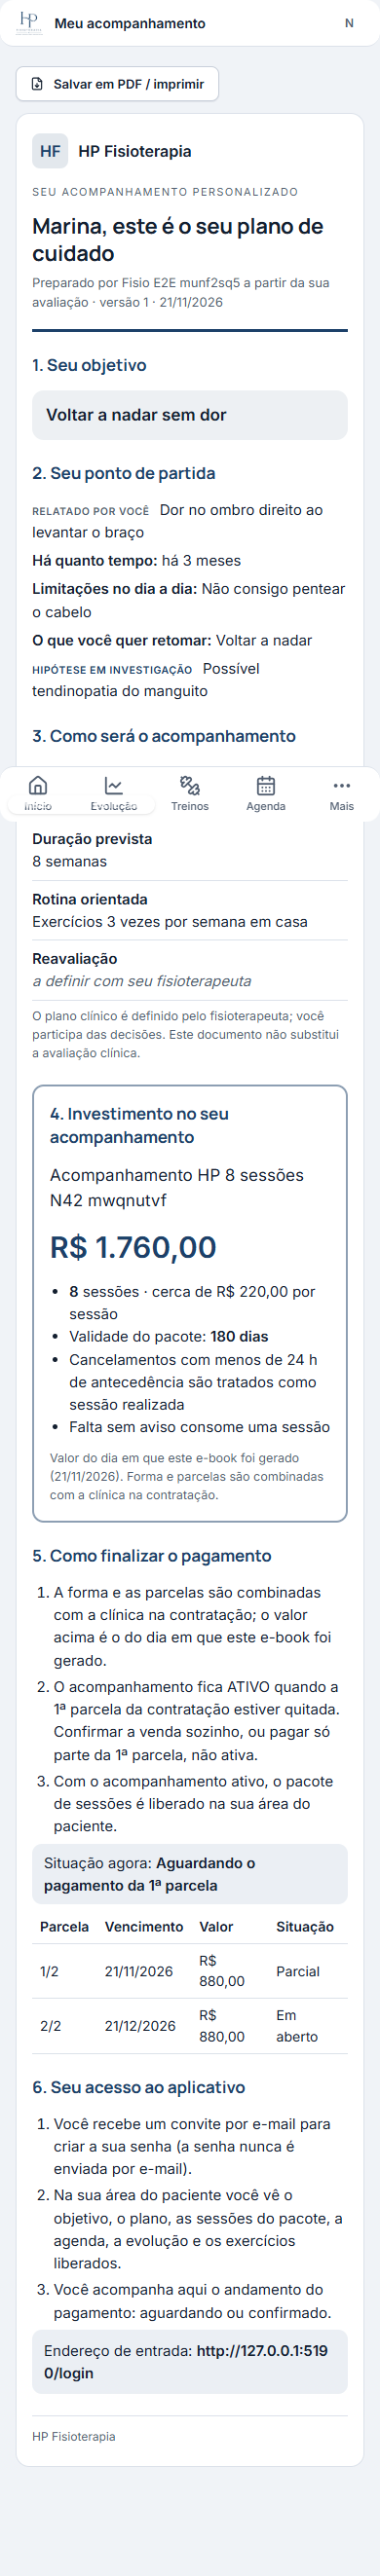 HP
Meu acompanhamento
N
Salvar em PDF / imprimir
HF
HP Fisioterapia
SEU ACOMPANHAMENTO PERSONALIZADO
Marina, este é o seu plano de
cuidado
Preparado por Fisio E2E munf2sq5 a partir da sua
avaliação · versão 1 · 21/11/2026
1. Seu objetivo
Voltar a nadar sem dor
2. Seu ponto de partida
RELATADO POR VOCÊ Dor no ombro direito ao
levantar o braço
Há quanto tempo: há 3 meses
Limitações no dia a dia: Não consigo pentear
o cabelo
O que você quer retomar: Voltar a nadar
HIPÓTESE EM INVESTIGAÇÃO Possível
tendinopatia do manguito
3. Como será o acompanhamento
Início
Evolução
Treinos
Agenda
Mais
Duração prevista
8 semanas
Rotina orientada
Exercícios 3 vezes por semana em casa
Reavaliação
a definir com seu fisioterapeuta
O plano clínico é definido pelo fisioterapeuta; você
participa das decisões. Este documento não substitui
a avaliação clínica.
4. Investimento no seu
acompanhamento
Acompanhamento HP 8 sessões
N42 mwqnutvf
R$ 1.760,00
• 8 sessões · cerca de R$ 220,00 por
sessão
• Validade do pacote: 180 dias
• Cancelamentos com menos de 24 h
de antecedência são tratados como
sessão realizada
• Falta sem aviso consome uma sessão
Valor do dia em que este e-book foi gerado
(21/11/2026). Forma e parcelas são combinadas
com a clínica na contratação.
5. Como finalizar o pagamento
1. A forma e as parcelas são combinadas
com a clínica na contratação; o valor
acima é o do dia em que este e-book foi
gerado.
2. O acompanhamento fica ATIVO quando a
1ª parcela da contratação estiver quitada.
Confirmar a venda sozinho, ou pagar só
parte da 1ª parcela, não ativa.
3. Com o acompanhamento ativo, o pacote
de sessões é liberado na sua área do
paciente.
Situação agora: Aguardando o
pagamento da 1ª parcela
Parcela Vencimento Valor Situação
1/2 21/11/2026 R$ 880,00 Parcial
2/2 21/12/2026 R$ 880,00 Em aberto
6. Seu acesso ao aplicativo
1. Você recebe um convite por e-mail para
criar a sua senha (a senha nunca é
enviada por e-mail).
2. Na sua área do paciente você vê o
objetivo, o plano, as sessões do pacote, a
agenda, a evolução e os exercícios
liberados.
3. Você acompanha aqui o andamento do
pagamento: aguardando ou confirmado.
Endereço de entrada: http://127.0.0.1:519
0/login
HP Fisioterapia